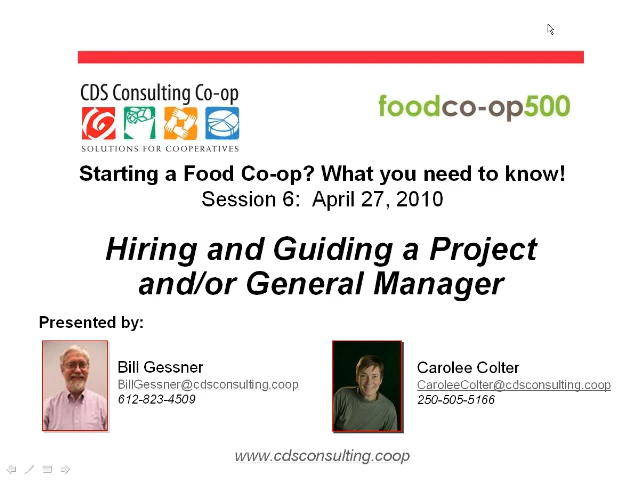 CDS Consulting Co-op
SOLUTIONS FOR COOPERATIVES
foodco-op500
Starting a Food Co-op? What you need to know!
Session 6:  April 27, 2010
Hiring and Guiding a Project
and/or General Manager
Presented by:
Bill Gessner
BillGessner@cdsconsulting.coop
612-823-4509
Carolee Colter
CaroleeColter@cdsconsulting.coop
250-505-5166
www.cdsconsulting.coop